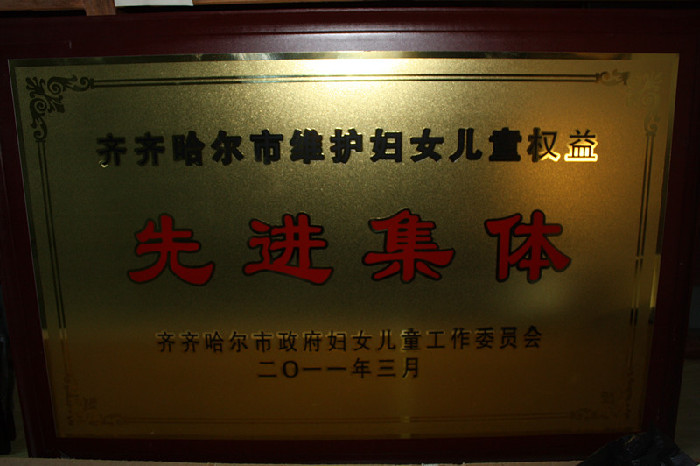 齐齐哈尔市维护妇女儿童权益
先进集体
齐齐哈尔市政府妇女儿童工作委员会
二〇一一年三月